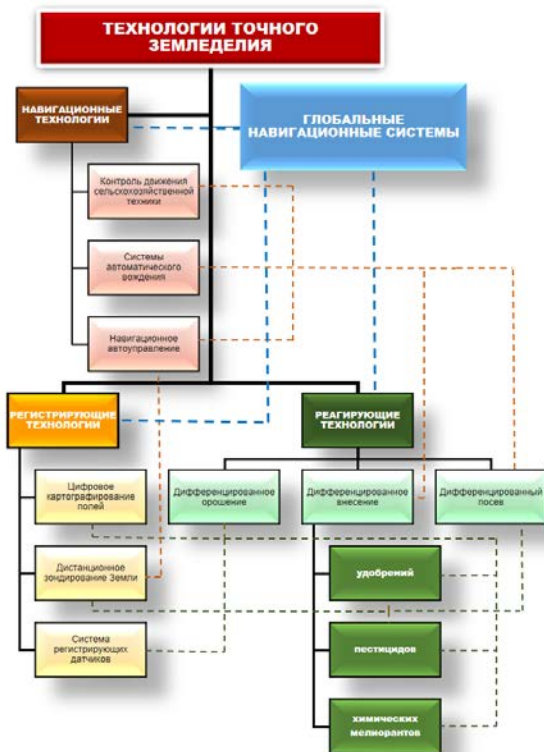 ТЕХНОЛОГИИ ТОЧНОГО
ЗЕМЛЕДЕЛИЯ
НАВИГАЦИОННЫЕ
ТЕХНОЛОГИИ
ГЛОБАЛЬНЫЕ
НАВИГАЦИОННЫЕ СИСТЕМЫ
Контроль движения
сельскохозяйственной
техники
Системы
автоматического
вождения
Навигационное
автоуправление
РЕГИСТРИРУЮЩИЕ
ТЕХНОЛОГИИ
РЕАГИРУЮЩИЕ
ТЕХНОЛОГИИ
Цифровое
картографирование
полей
Дифференцированное
орошение
Дифференцированное
внесение
Дифференцированный
посев
Дистанционное
зондирование Земли
удобрений
Система
регистрирующих
датчиков
пестицидов
химических
мелиорантов